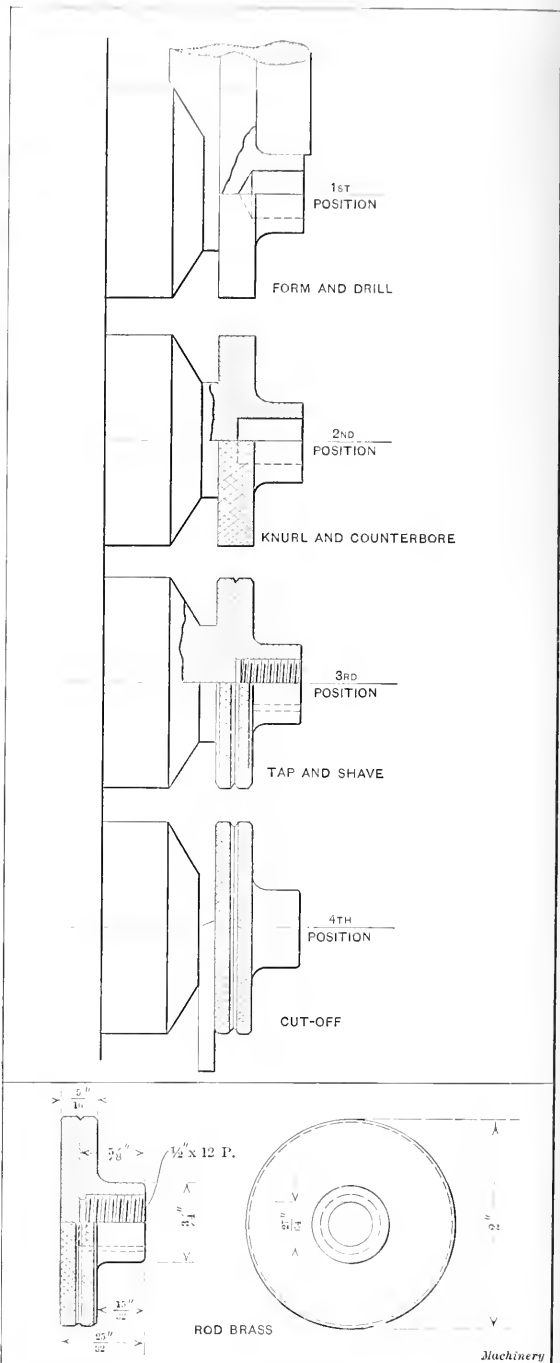 1ST
POSITION
FORM AND DRILL
2ND
POSITION
KNURL AND COUNTERBORE
3RD
POSITION
TAP AND SHAVE
4TH
POSITION
CUT-OFF
5/16"
5/8"
1/2" x 12 P.
3/4"
27/64"
2"
15/32"
25/32"
ROD BRASS
Machinery